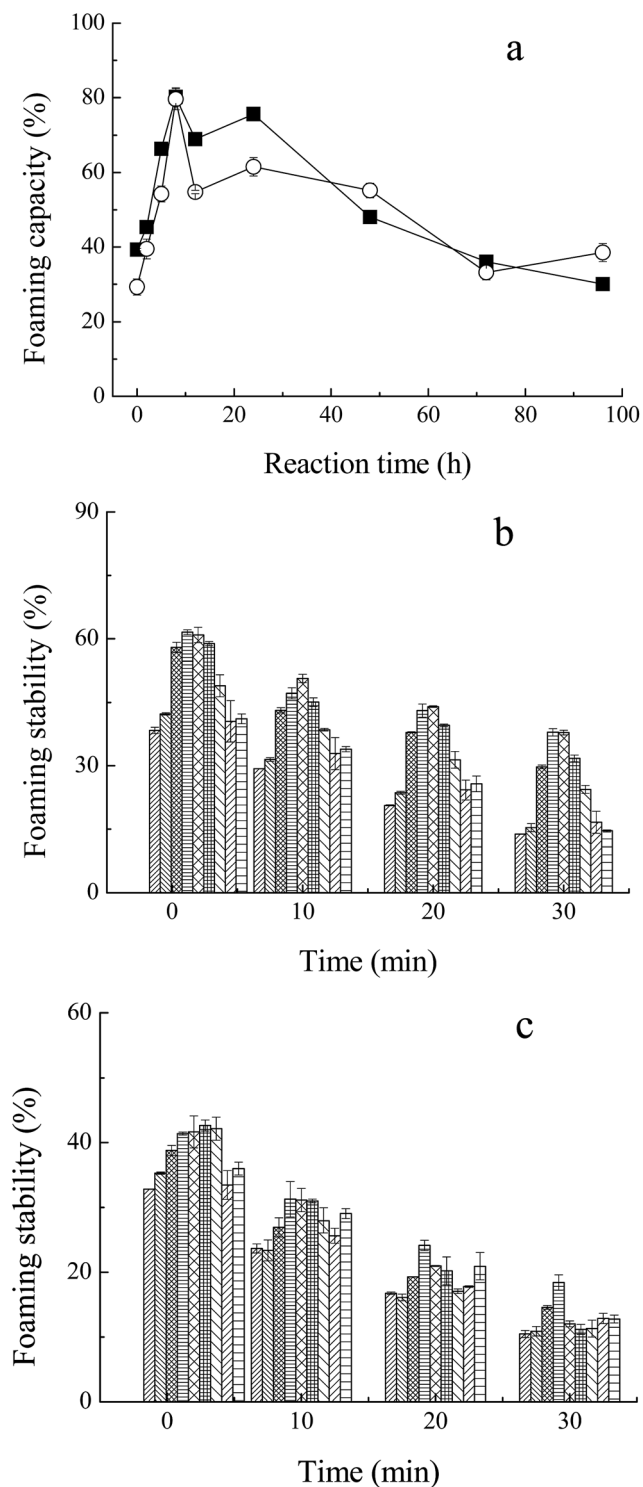 a
Foaming capacity (%)
100
80
60
40
20
0
0 20 40 60 80 100
Reaction time (h)
b
Foaming stability (%)
90
60
30
0
0 10 20 30
Time (min)
c
Foaming stability (%)
60
40
20
0
0 10 20 30
Time (min)